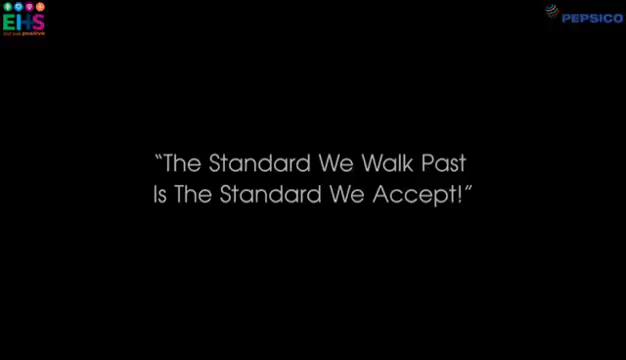 EHS
PEPSICO
“The Standard We Walk Past
Is The Standard We Accept!”